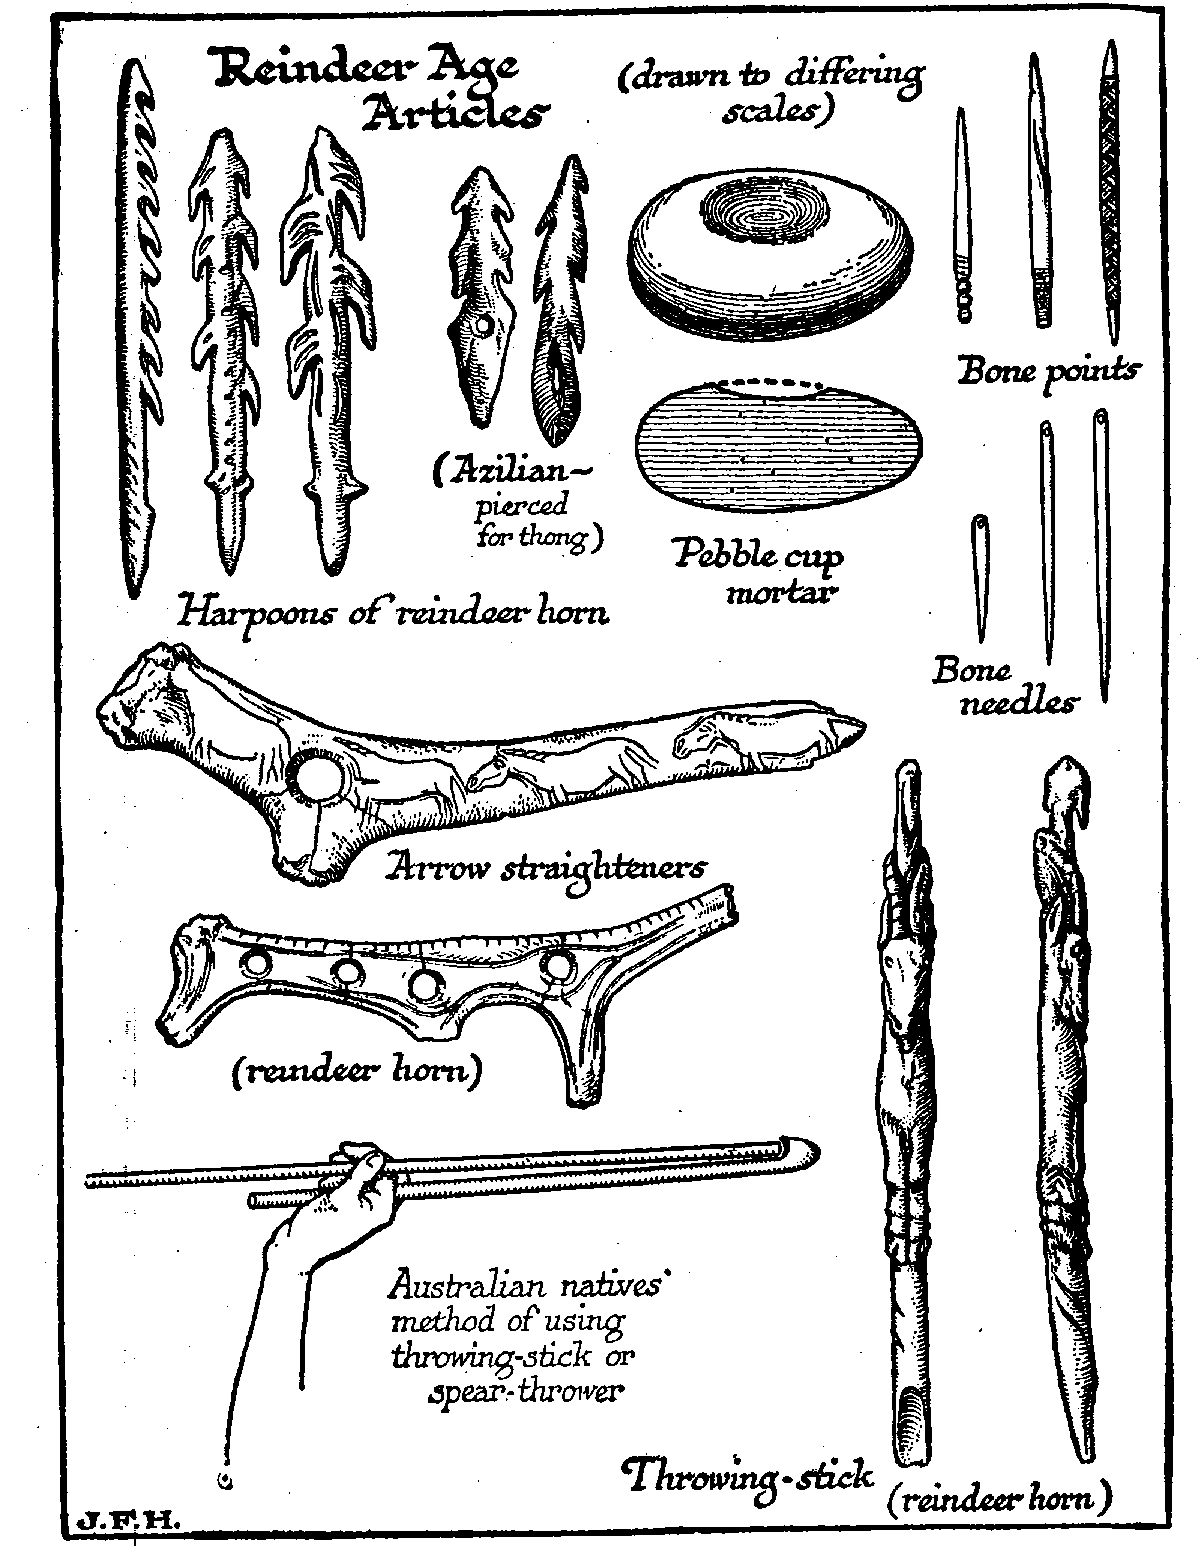 Reindeer Age
Articles
(drawn to differing
scales)
Bone points
(Azilian~
pierced
for thong)
Pebble cup
mortar
Harpoons of reindeer horn
Bone
needles
Arrow straighteners
(reindeer horn)
Australian natives'
method of using
throwing-stick or
spear-thrower
Throwing-stick
(reindeer horn)
J.F.H.